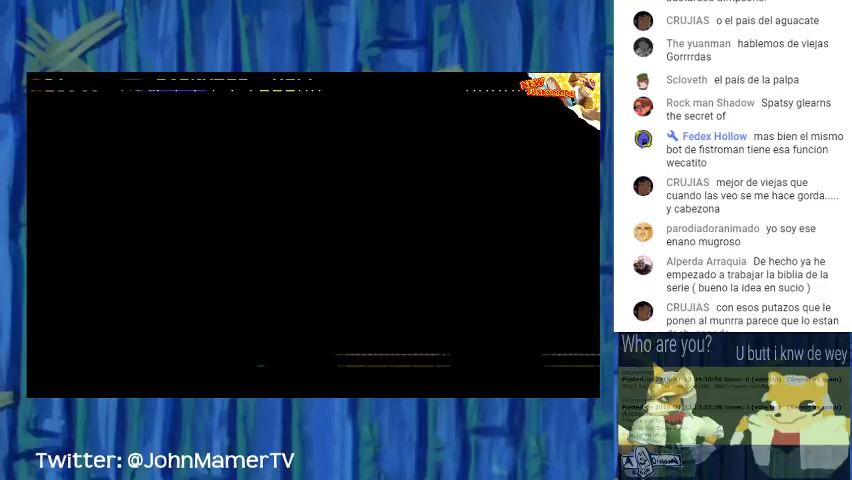 CRUJIAS o el pais del aguacate
The yuanman hablemos de viejas
Gorrrrdas
Scloveth el país de la palpa
Rock man Shadow Spatsy glearns
the secret of
Fedex Hollow mas bien el mismo
bot de fistroman tiene esa funcion
wecatito
CRUJIAS mejor de viejas que
cuando las veo se me hace gorda.....
y cabezona
parodiadoranimado yo soy ese
enano mugroso
Alperda Arraquia De hecho ya he
empezado a trabajar la biblia de la
serie ( bueno la idea en sucio )
CRUJIAS con esos putazos que le
ponen al munrra parece que lo estan
Who are you?
U butt i knw de wey
Twitter: @JohnMamerTV